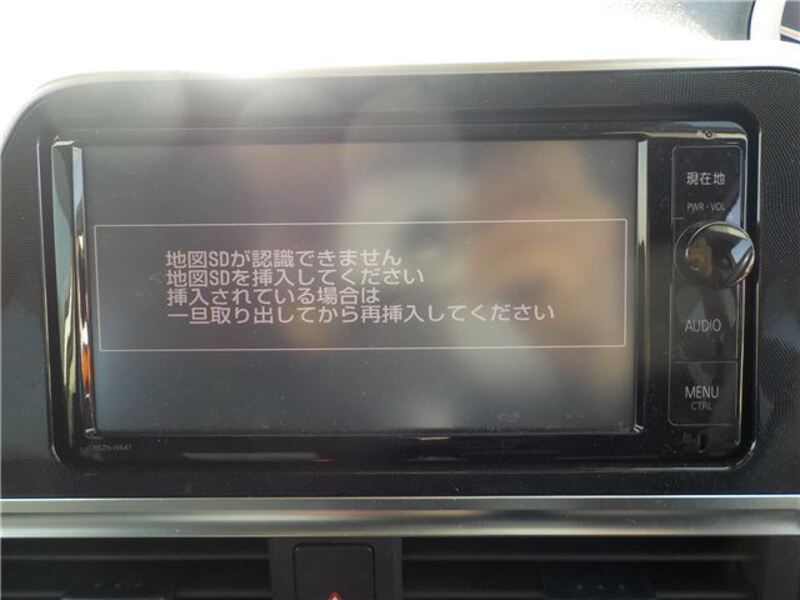 現在地
PWR・VOL
地図SDが認識できません
地図SDを挿入してください
挿入されている場合は
一旦取り出してから再挿入してください
AUDIO
MENU
CTRL
NSZN-W64T